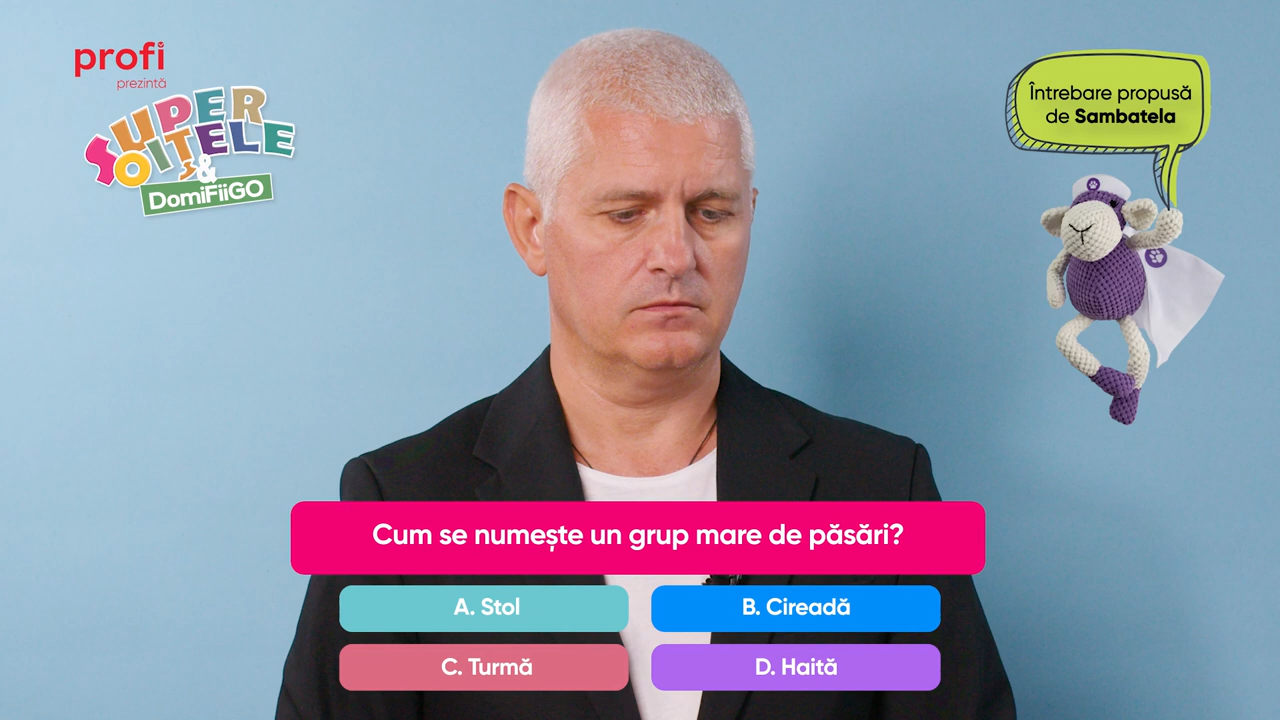 profi
prezintă
SUPER
ȘOIȚELE
&
DomiFiiGO
Întrebare propusă
de Sambatela
Cum se numește un grup mare de păsări?
A. Stol
B. Cireadă
C. Turmă
D. Haită